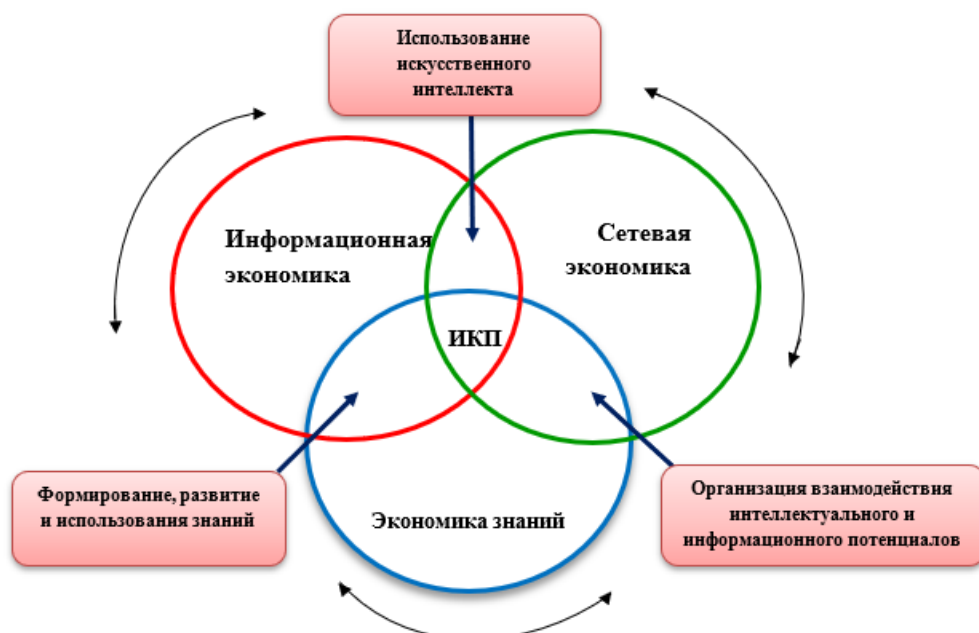 Использование
искусственного
интеллекта
Информационная
экономика
Сетевая
экономика
ИКП
Формирование, развитие
и использования знаний
Экономика знаний
Организация взаимодействия
интеллектуального и
информационного потенциалов